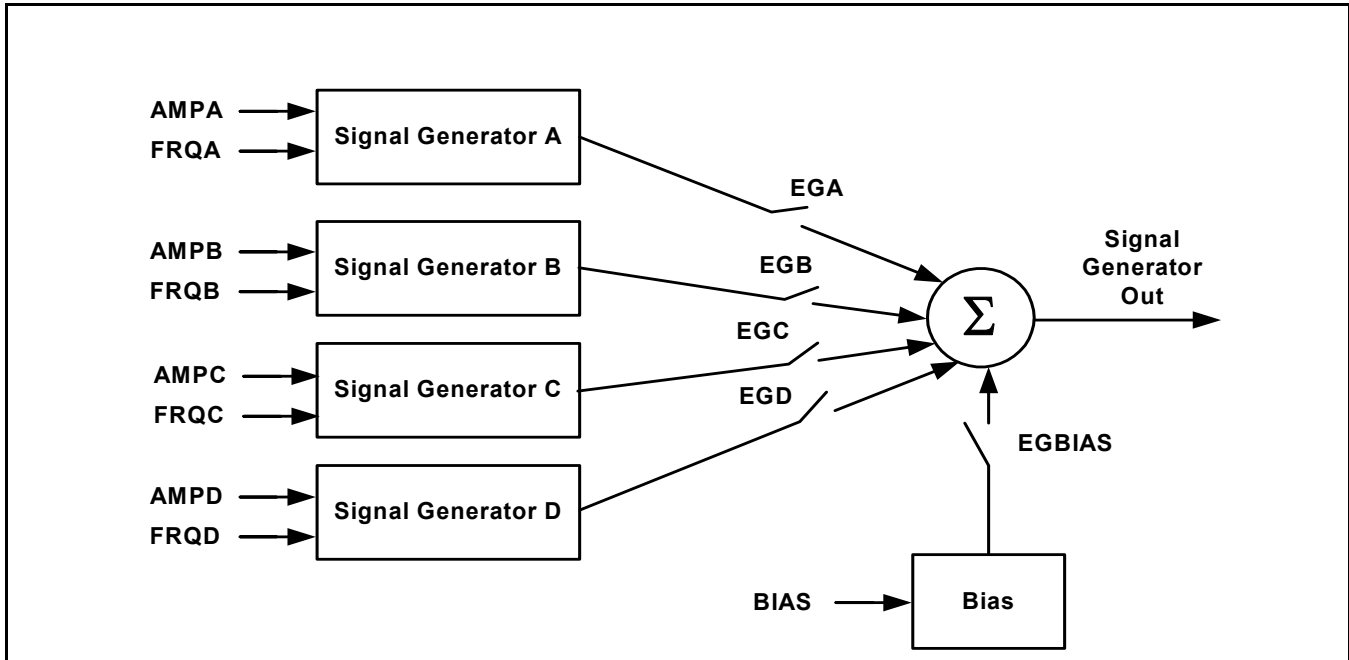 AMPA
FRQA
Signal Generator A
EGA
AMPB
FRQB
Signal Generator B
EGB
Signal
Generator
Out
Σ
AMPC
FRQC
Signal Generator C
EGC
EGD
EGBIAS
AMPD
FRQD
Signal Generator D
BIAS
Bias